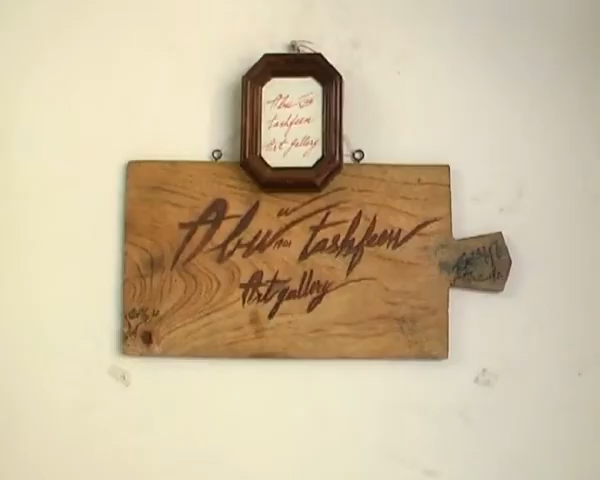 Abu
tashfeen
Art gallery
Abu tashfeen
Art gallery